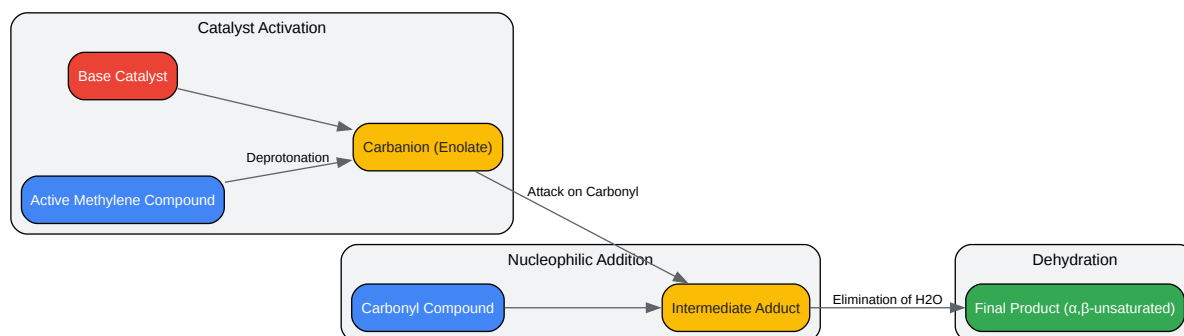 Catalyst Activation
Base Catalyst
Carbanion (Enolate)
Deprotonation
Active Methylene Compound
Attack on Carbonyl
Nucleophilic Addition
Carbonyl Compound
Intermediate Adduct
Elimination of H2O
Dehydration
Final Product (α,β-unsaturated)